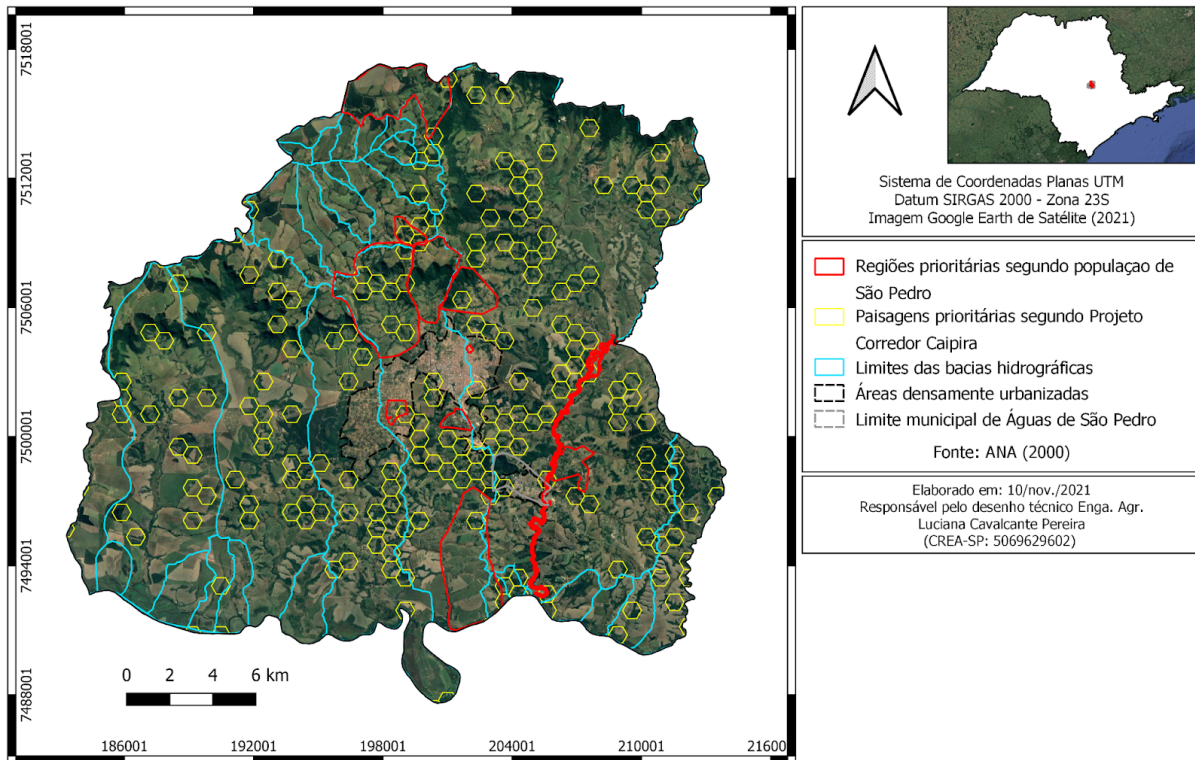 7518001
7512001
7506001
7500001
7494001
7488001
0 2 4 6 km
186001 192001 198001 204001 210001 21600
Sistema de Coordenadas Planas UTM
Datum SIRGAS 2000 - Zona 23S
Imagem Google Earth de Satélite (2021)
Regiões prioritárias segundo populaçao de
São Pedro
Paisagens prioritárias segundo Projeto
Corredor Caipira
Limites das bacias hidrográficas
Áreas densamente urbanizadas
Limite municipal de Águas de São Pedro
Fonte: ANA (2000)
Elaborado em: 10/nov./2021
Responsável pelo desenho técnico Enga. Agr.
Luciana Cavalcante Pereira
(CREA-SP: 5069629602)